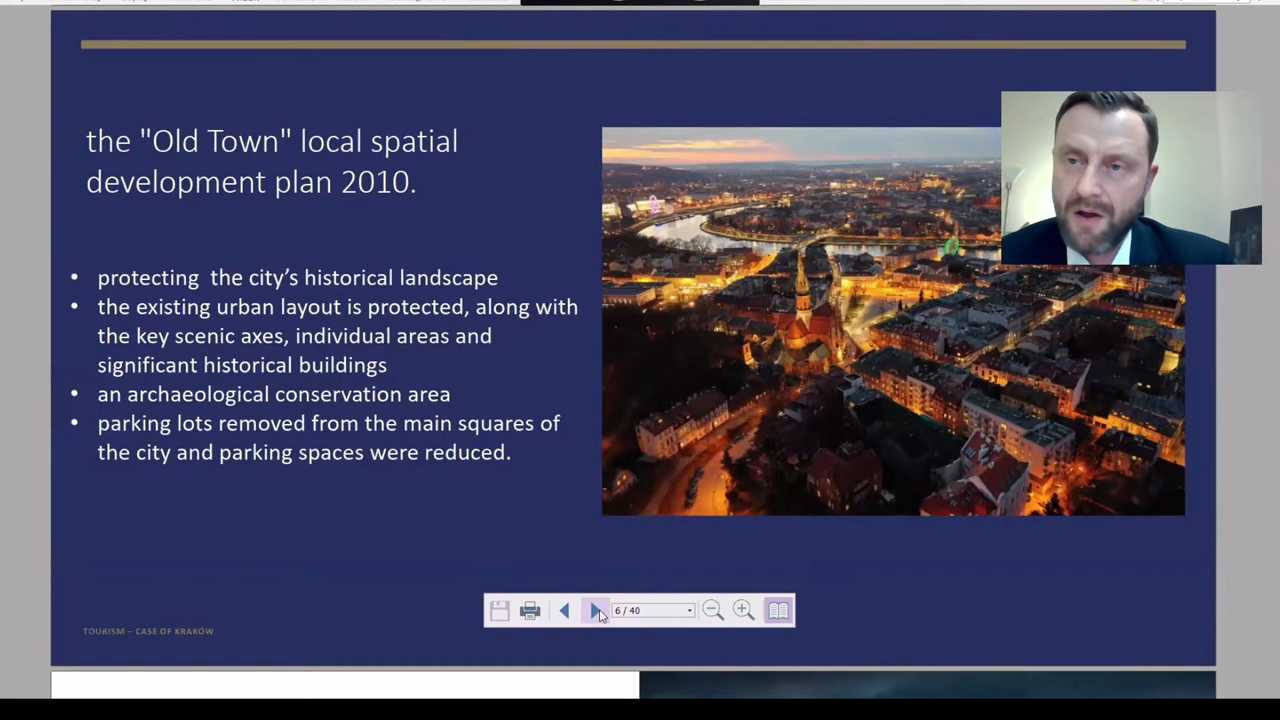 the "Old Town" local spatial
development plan 2010.
• protecting the city's historical landscape
• the existing urban layout is protected, along with
the key scenic axes, individual areas and
significant historical buildings
• an archaeological conservation area
• parking lots removed from the main squares of
the city and parking spaces were reduced.
6 / 40
TOURISM – CASE OF KRAKÓW